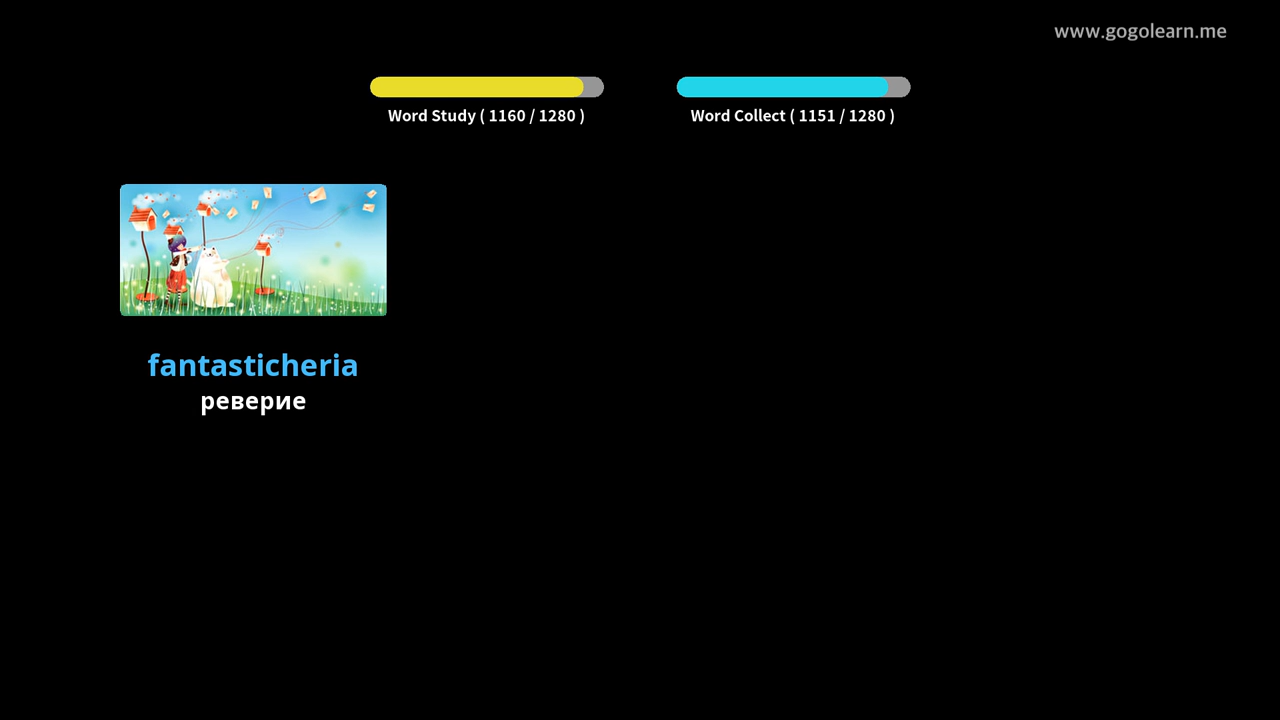 www.gogolearn.me
Word Study ( 1160 / 1280 )
Word Collect ( 1151 / 1280 )
fantasticheria
реверие